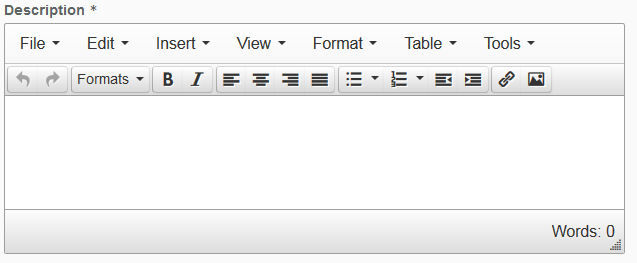 Description *
File Edit Insert View Format Table Tools
Formats B I
Words: 0